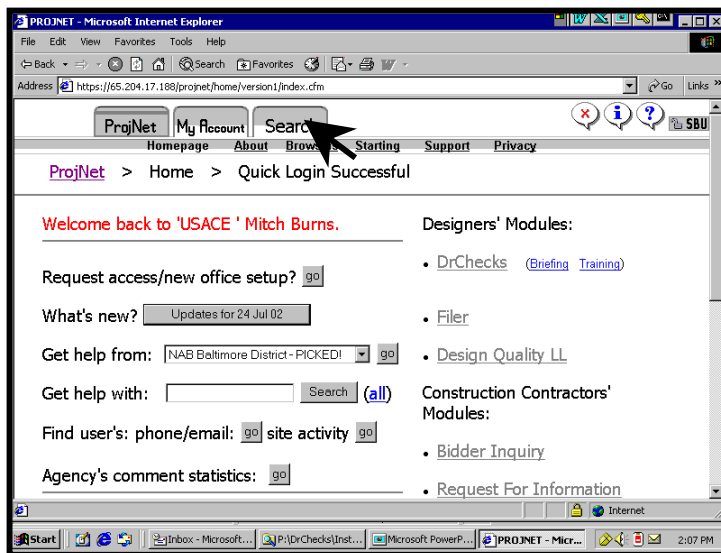 PROJNET - Microsoft Internet Explorer
File Edit View Favorites Tools Help
Back Search Favorites
Address https://65.204.17.188/projnet/home/version1/index.cfm Go Links »
ProjNet My Account Search SBU
Homepage About Starting Support Privacy
ProjNet > Home > Quick Login Successful
Welcome back to 'USACE ' Mitch Burns.
Request access/new office setup? go
What's new? Updates for 24 Jul 02
Get help from: NAB Baltimore District - PICKED! go
Get help with: Search (all)
Find user's: phone/email: go site activity go
Agency's comment statistics: go
Designers' Modules:
• DrChecks (Briefing Training)
• Filer
• Design Quality LL
Construction Contractors'
Modules:
• Bidder Inquiry
• Request For Information
Internet
Start Inbox - Microsoft... P:\DrChecks\Inst... Microsoft PowerP... PROJNET - Micr... 2:07 PM